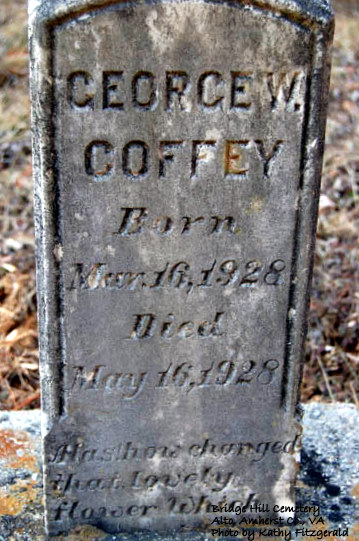 GEORGE W.
COFFEY
Born
Mar. 16, 1928
Died
May 16, 1928
Alas how changed
that lovely
flower Which
Bridge Hill Cemetery
Alto, Amherst Co., VA
Photo by Kathy Fitzgerald